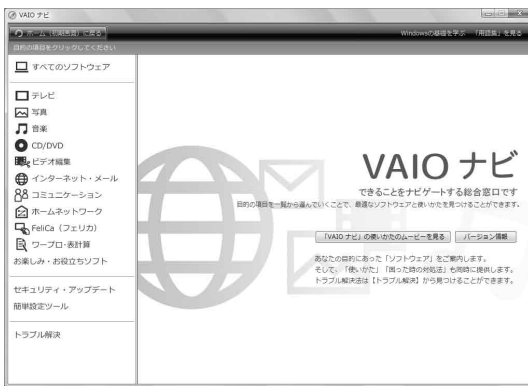 VAIO ナビ
ホーム（初期画面）に戻る
Windowsの基礎を学ぶ 「用語集」を見る
目的の項目をクリックしてください
すべてのソフトウェア
テレビ
写真
音楽
CD/DVD
ビデオ編集
インターネット・メール
コミュニケーション
ホームネットワーク
FeliCa（フェリカ）
ワープロ・表計算
お楽しみ・お役立ちソフト
セキュリティ・アップデート
簡単設定ツール
トラブル解決
VAIO ナビ
できることをナビゲートする総合窓口です
目的の項目を一覧から選んでいくことで、最適なソフトウェアと使いかたを見つけることができます。
「VAIO ナビ」の使いかたのムービーを見る バージョン情報
あなたの目的にあった「ソフトウェア」をご案内します。
そして、「使いかた」「困った時の対処法」も同時に提供します。
トラブル解決法は【トラブル解決】から見つけることができます。